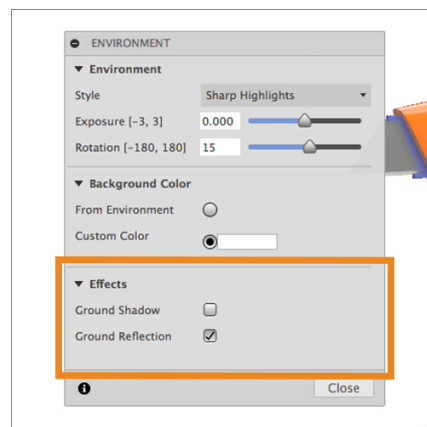 ENVIRONMENT
Environment
Style Sharp Highlights
Exposure [-3, 3] 0.000
Rotation [-180, 180] 15
Background Color
From Environment
Custom Color
Effects
Ground Shadow
Ground Reflection
Close